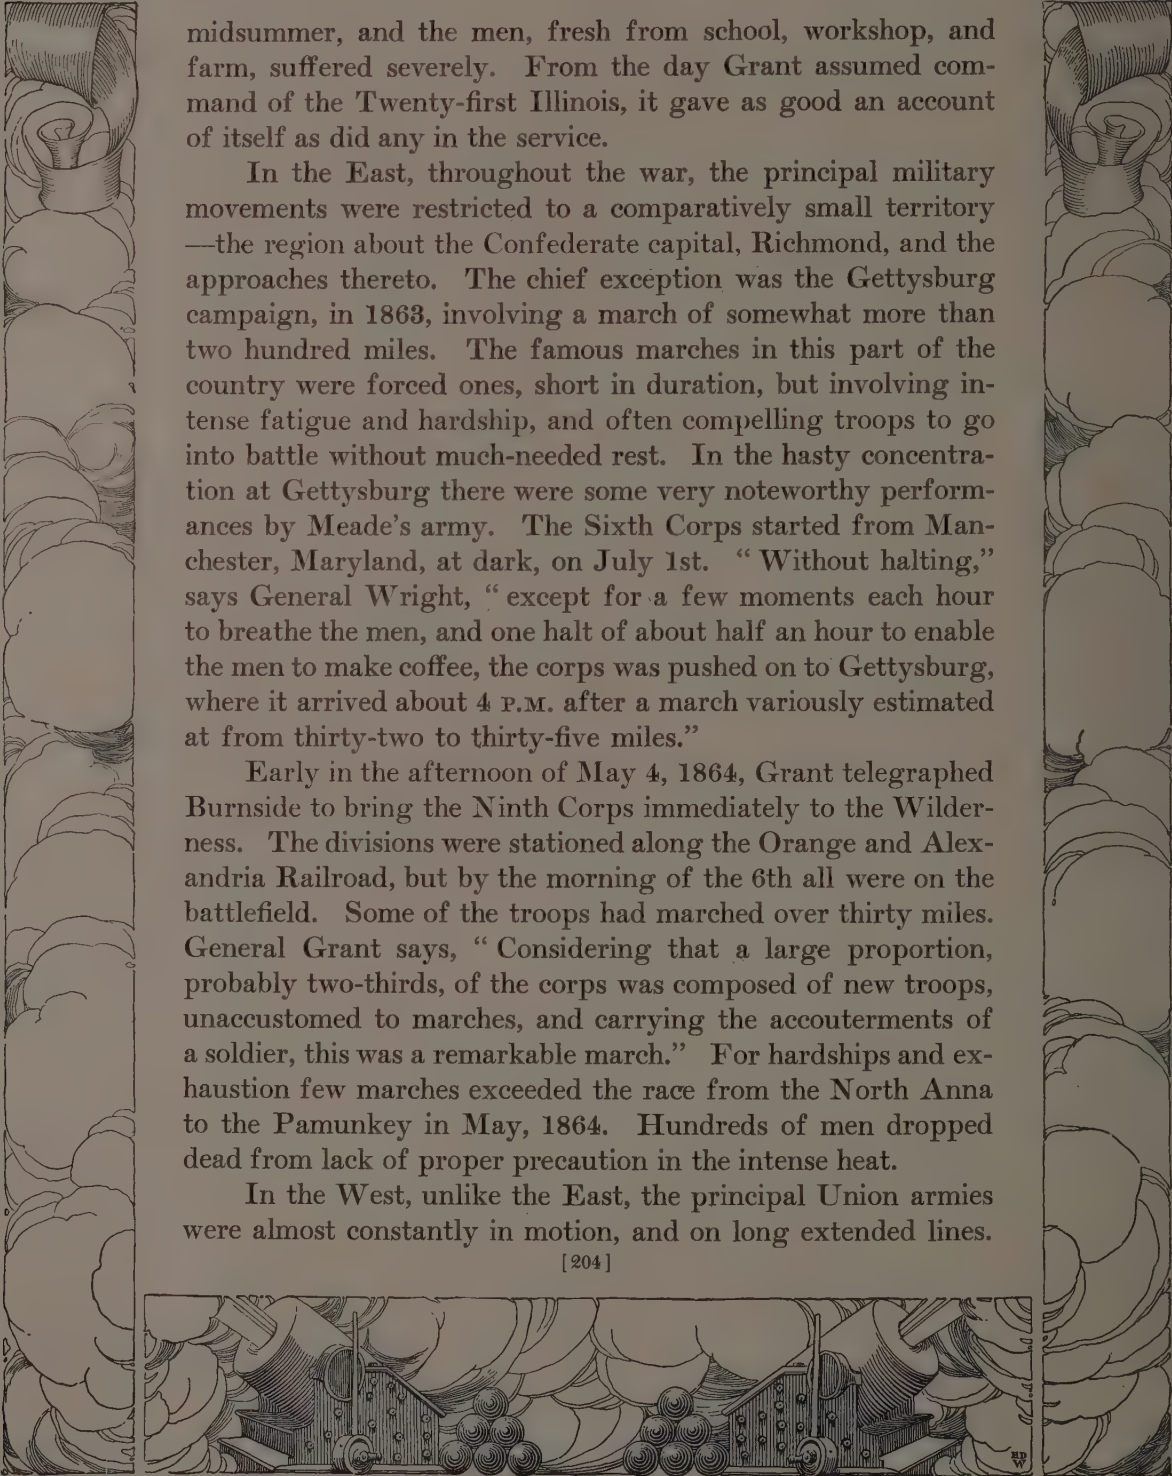 midsummer, and the men, fresh from school, workshop, and
farm, suffered severely. From the day Grant assumed com-
mand of the Twenty-first Illinois, it gave as good an account
of itself as did any in the service.
In the East, throughout the war, the principal military
movements were restricted to a comparatively small territory
—the region about the Confederate capital, Richmond, and the
approaches thereto. The chief exception was the Gettysburg
campaign, in 1863, involving a march of somewhat more than
two hundred miles. The famous marches in this part of the
country were forced ones, short in duration, but involving in-
tense fatigue and hardship, and often compelling troops to go
into battle without much-needed rest. In the hasty concentra-
tion at Gettysburg there were some very noteworthy perform-
ances by Meade's army. The Sixth Corps started from Man-
chester, Maryland, at dark, on July 1st. " Without halting,"
says General Wright, " except for a few moments each hour
to breathe the men, and one halt of about half an hour to enable
the men to make coffee, the corps was pushed on to Gettysburg,
where it arrived about 4 P.M. after a march variously estimated
at from thirty-two to thirty-five miles."
Early in the afternoon of May 4, 1864, Grant telegraphed
Burnside to bring the Ninth Corps immediately to the Wilder-
ness. The divisions were stationed along the Orange and Alex-
andria Railroad, but by the morning of the 6th all were on the
battlefield. Some of the troops had marched over thirty miles.
General Grant says, " Considering that a large proportion,
probably two-thirds, of the corps was composed of new troops,
unaccustomed to marches, and carrying the accouterments of
a soldier, this was a remarkable march." For hardships and ex-
haustion few marches exceeded the race from the North Anna
to the Pamunkey in May, 1864. Hundreds of men dropped
dead from lack of proper precaution in the intense heat.
In the West, unlike the East, the principal Union armies
were almost constantly in motion, and on long extended lines.
[204]
HD
W